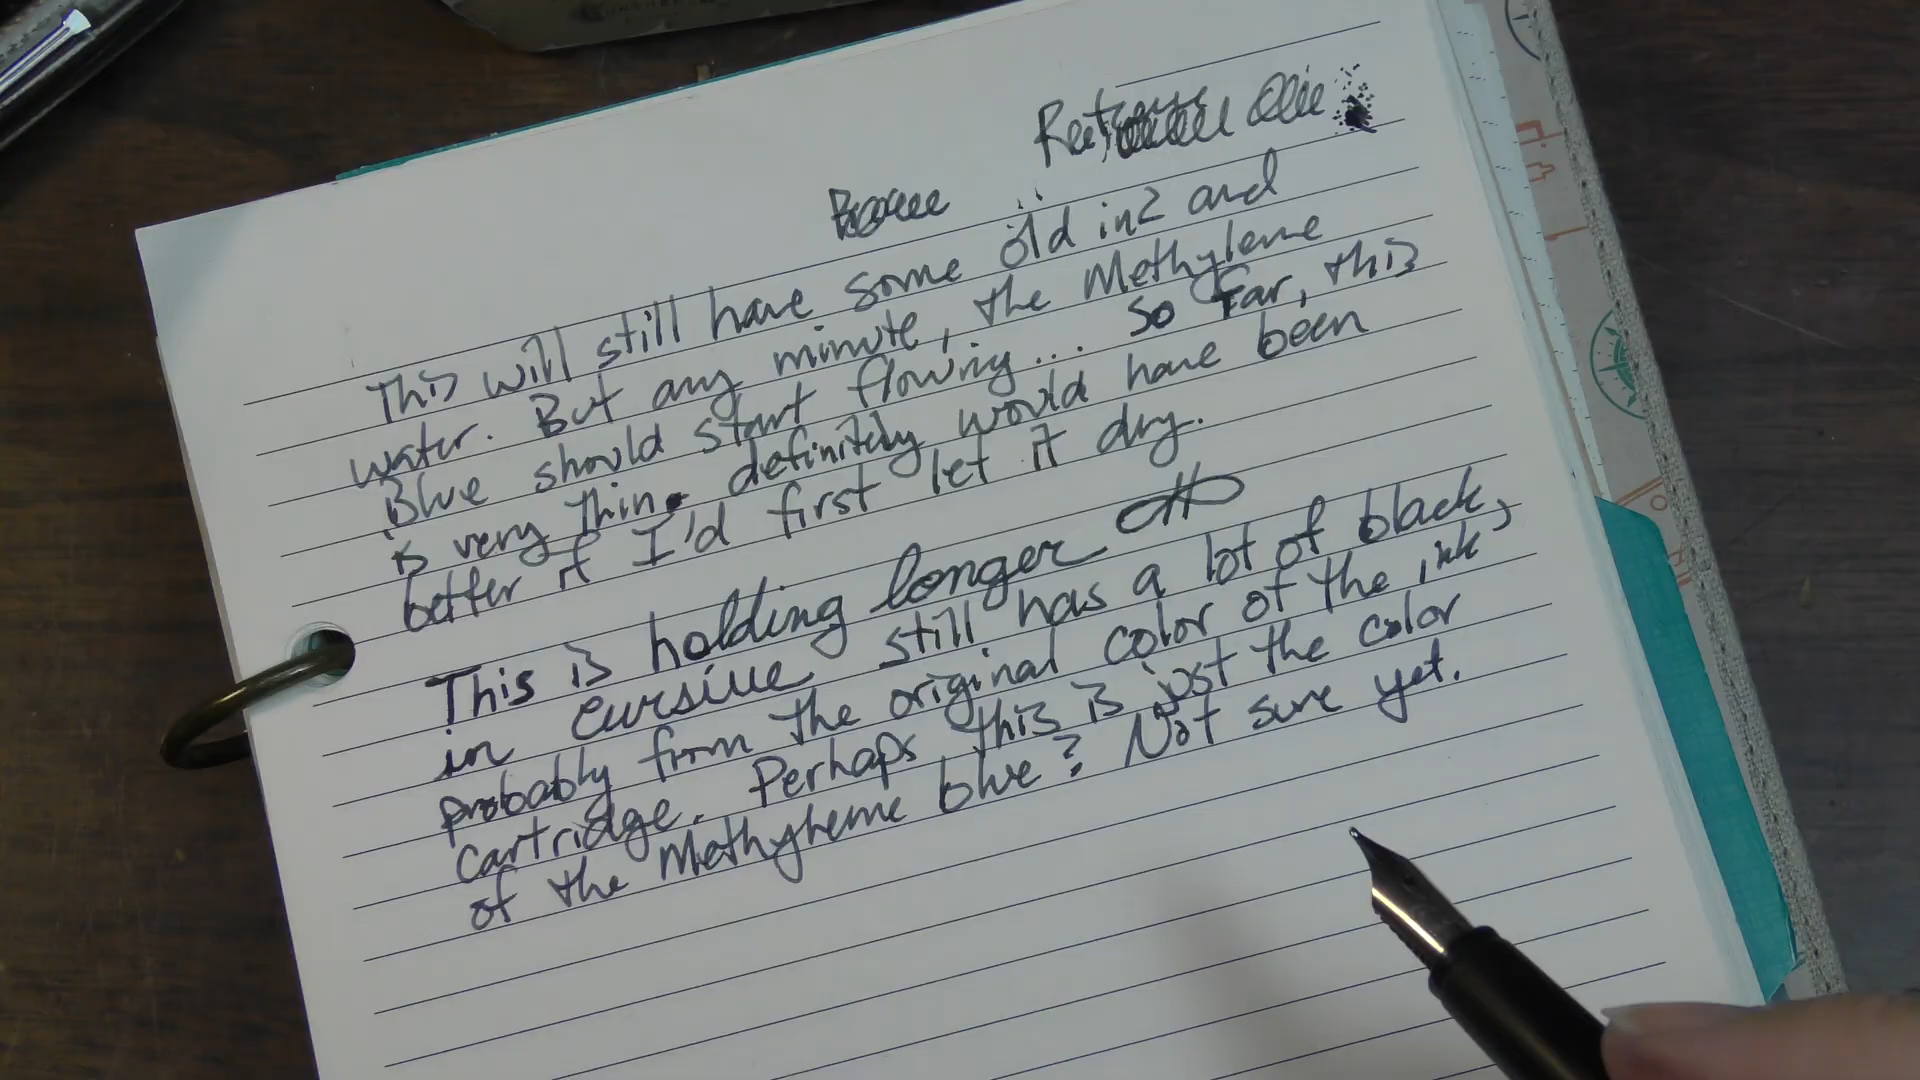 This will still have some old ink and
water. But any minute, the Methylene
Blue should start flowing... So far, this
is very thin. definitely would have been
better if I'd first let it dry.
This is holding longer
in cursive still has a lot of black,
probably from the original color of the ink
cartridge. Perhaps this is just the color
of the Methylene blue? Not sure yet.